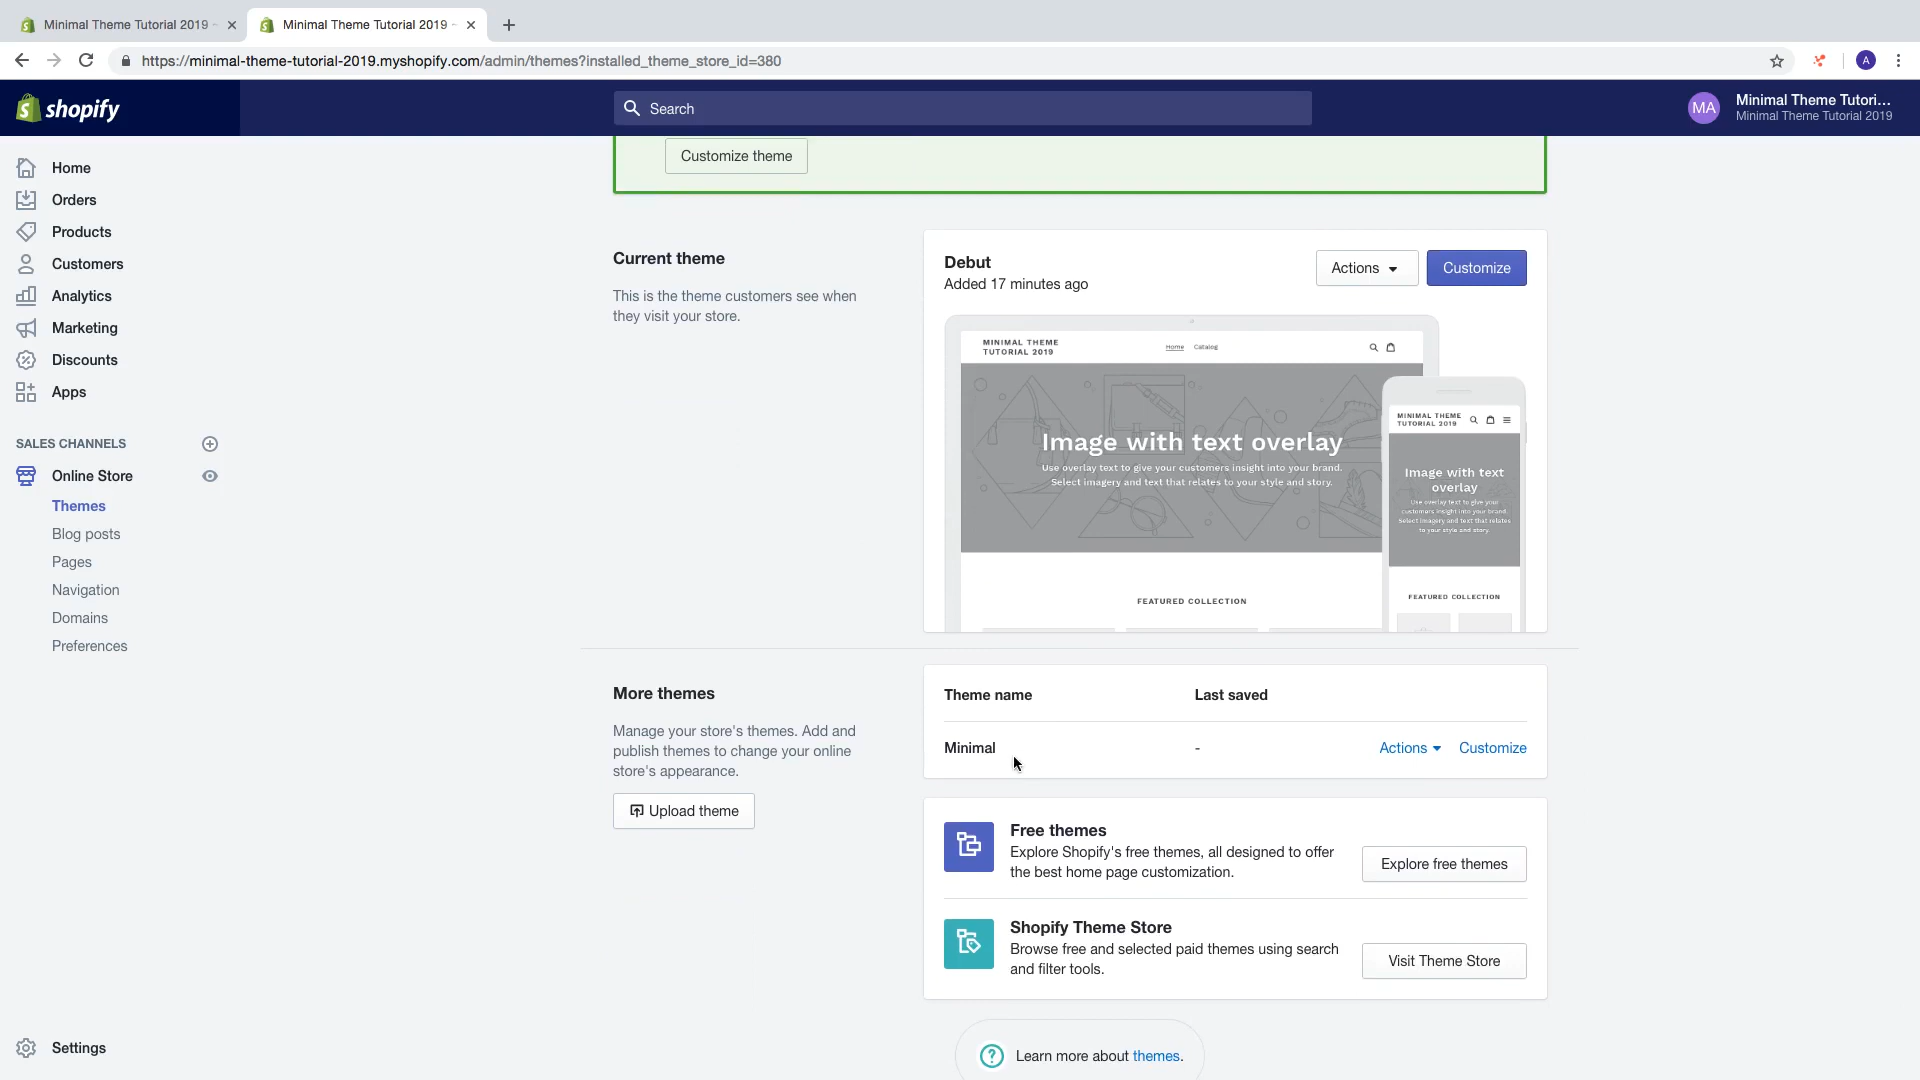 Minimal Theme Tutorial 2019 -
Minimal Theme Tutorial 2019 -
https://minimal-theme-tutorial-2019.myshopify.com/admin/themes?installed_theme_store_id=380
A
shopify
Search
MA
Minimal Theme Tutori...
Minimal Theme Tutorial 2019
Home
Orders
Products
Customers
Analytics
Marketing
Discounts
Apps
SALES CHANNELS
Online Store
Themes
Blog posts
Pages
Navigation
Domains
Preferences
Settings
Customize theme
Current theme
This is the theme customers see when
they visit your store.
Debut
Added 17 minutes ago
Actions
Customize
MINIMAL THEME
TUTORIAL 2019
Home Catalog
Image with text overlay
Use overlay text to give your customers insight into your brand.
Select imagery and text that relates to your style and story.
FEATURED COLLECTION
MINIMAL THEME
TUTORIAL 2019
Image with text
overlay
Use overlay text to give your
customers insight into your brand.
Select imagery and text that relates
to your style and story.
FEATURED COLLECTION
More themes
Manage your store's themes. Add and
publish themes to change your online
store's appearance.
Upload theme
Theme name Last saved
Minimal - Actions Customize
Free themes
Explore Shopify's free themes, all designed to offer
the best home page customization.
Explore free themes
Shopify Theme Store
Browse free and selected paid themes using search
and filter tools.
Visit Theme Store
Learn more about themes.